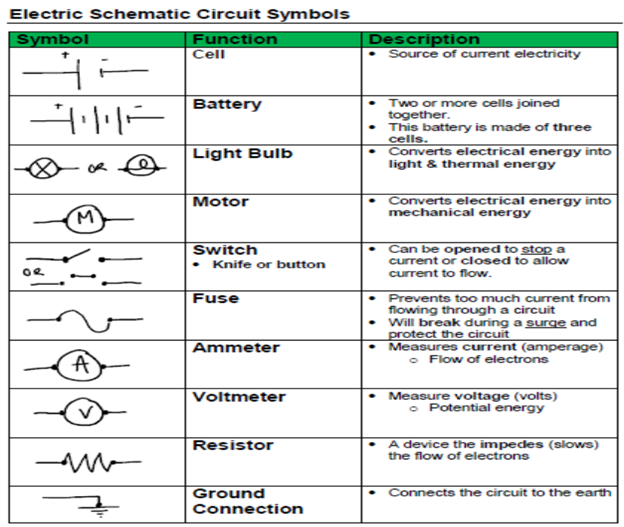 Electric Schematic Circuit Symbols
Symbol Function Description
+ -
Cell
• Source of current electricity
+ -
Battery
• Two or more cells joined
together.
• This battery is made of three
cells.
OR
Light Bulb
• Converts electrical energy into
light & thermal energy
M
Motor
• Converts electrical energy into
mechanical energy
OR
Switch
• Knife or button
• Can be opened to stop a
current or closed to allow
current to flow.
Fuse
• Prevents too much current from
flowing through a circuit
• Will break during a surge and
protect the circuit
A
Ammeter
• Measures current (amperage)
o Flow of electrons
V
Voltmeter
• Measure voltage (volts)
o Potential energy
Resistor
• A device the impedes (slows)
the flow of electrons
Ground
Connection
• Connects the circuit to the earth